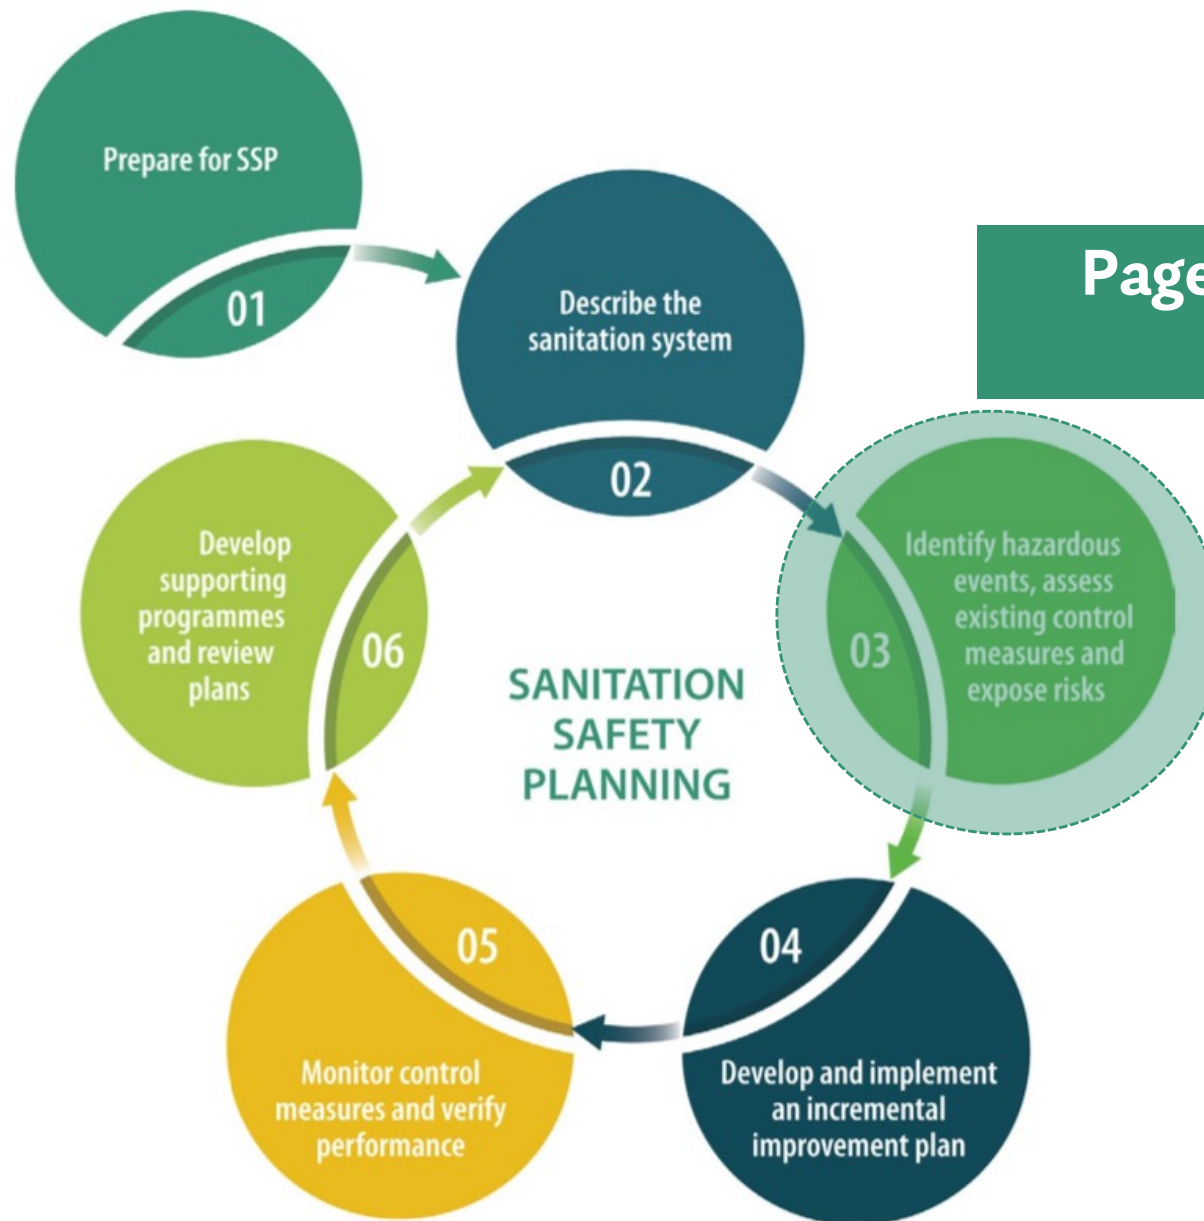 Prepare for SSP
01
Describe the
sanitation system
02
Page
Identify hazardous
events, assess
existing control
measures and
expose risks
03
Develop and implement
an incremental
improvement plan
04
Monitor control
measures and verify
performance
05
Develop
supporting
programmes
and review
plans
06
SANITATION
SAFETY
PLANNING